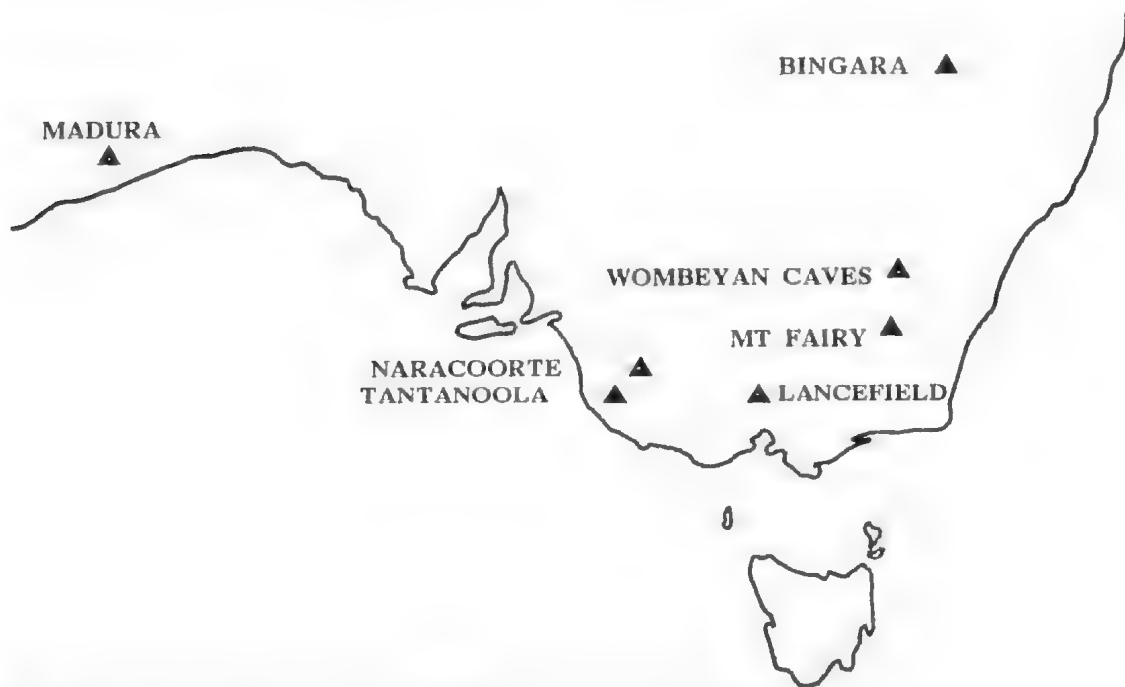 BINGARA
MADURA
WOMBEYAN CAVES
MT FAIRY
NARACOORTE
TANTANOOLA
LANCEFIELD